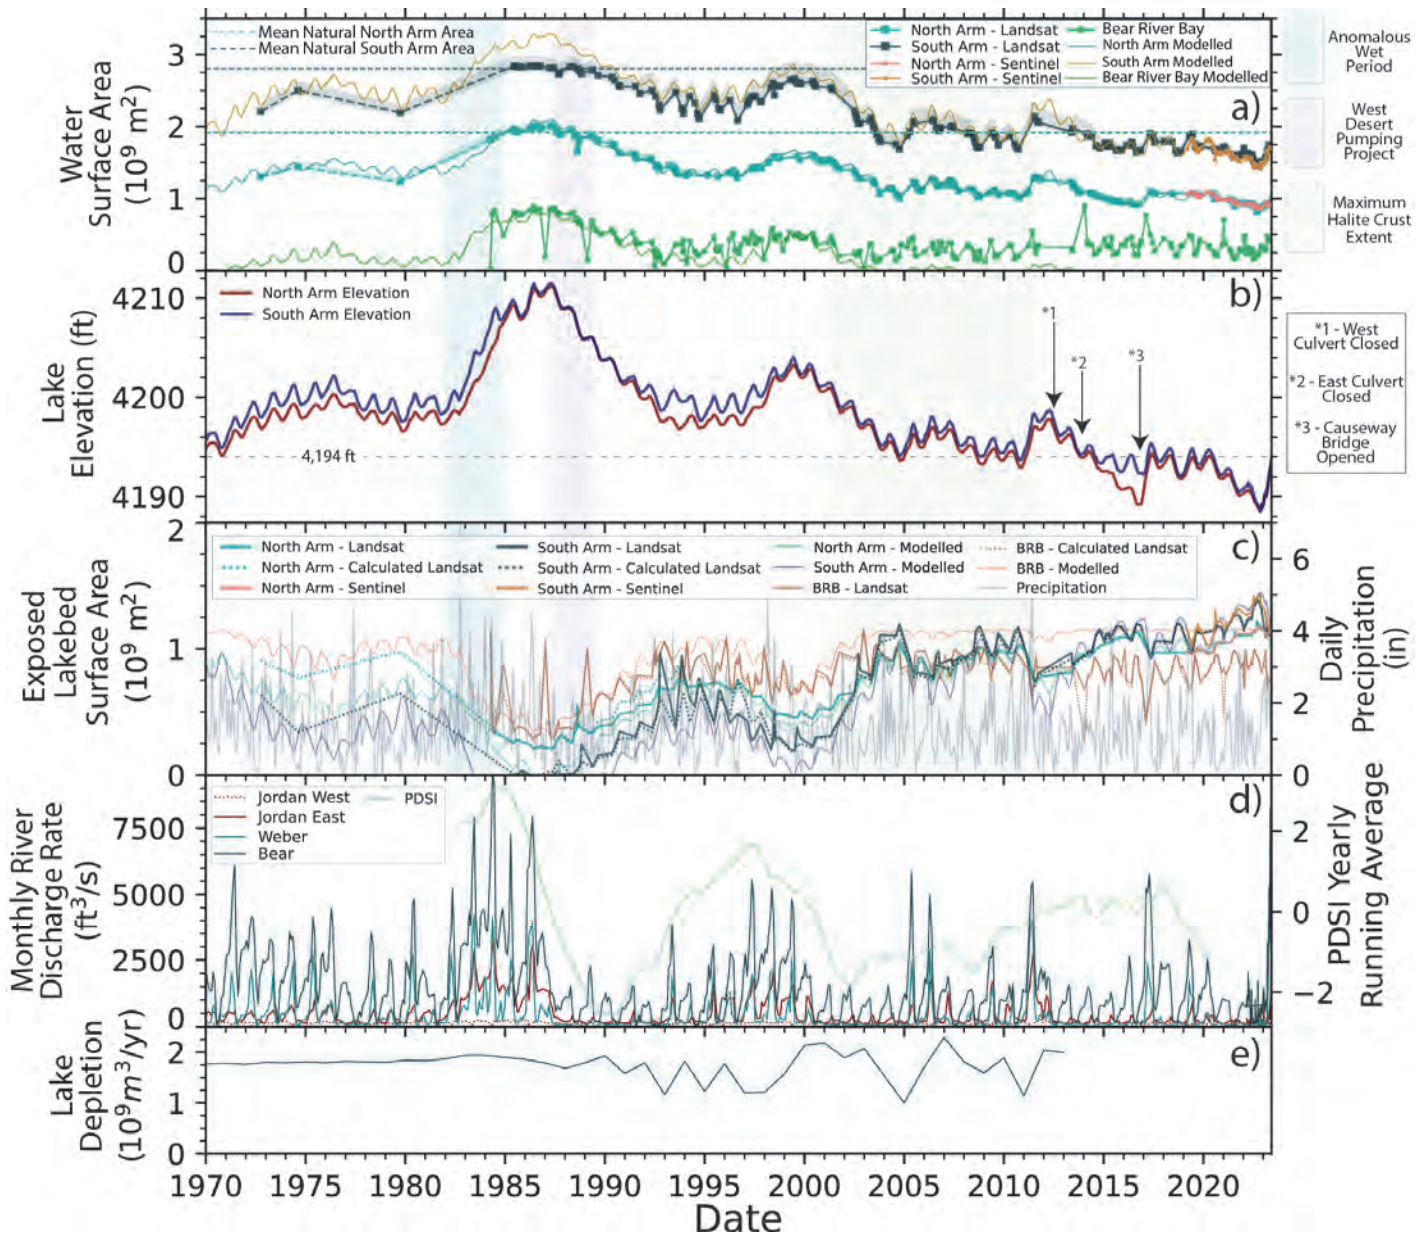 Mean Natural North Arm Area
Mean Natural South Arm Area
North Arm - Landsat
South Arm - Landsat
North Arm - Sentinel
South Arm - Sentinel
Bear River Bay
North Arm Modelled
South Arm Modelled
Bear River Bay Modelled
a)
Water
Surface Area
(10⁹ m²)
3
2
1
0
Anomalous
Wet
Period
West
Desert
Pumping
Project
Maximum
Halite Crust
Extent
North Arm Elevation
South Arm Elevation
b)
Lake
Elevation (ft)
4210
4200
4190
4,194 ft
*1
*2
*3
*1 - West
Culvert Closed
*2 - East Culvert
Closed
*3 - Causeway
Bridge
Opened
North Arm - Landsat
North Arm - Calculated Landsat
North Arm - Sentinel
South Arm - Landsat
South Arm - Calculated Landsat
South Arm - Sentinel
North Arm - Modelled
South Arm - Modelled
BRB - Landsat
BRB - Calculated Landsat
BRB - Modelled
Precipitation
c)
Exposed
Lakebed
Surface Area
(10⁹ m²)
2
1
0
6
4
2
0
Daily
Precipitation
(in)
Jordan West
Jordan East
Weber
Bear
PDSI
d)
Monthly River
Discharge Rate
(ft³/s)
7500
5000
2500
0
2
0
−2
PDSI Yearly
Running Average
e)
Lake
Depletion
(10⁹m³/yr)
2
1
0
1970 1975 1980 1985 1990 1995 2000 2005 2010 2015 2020
Date